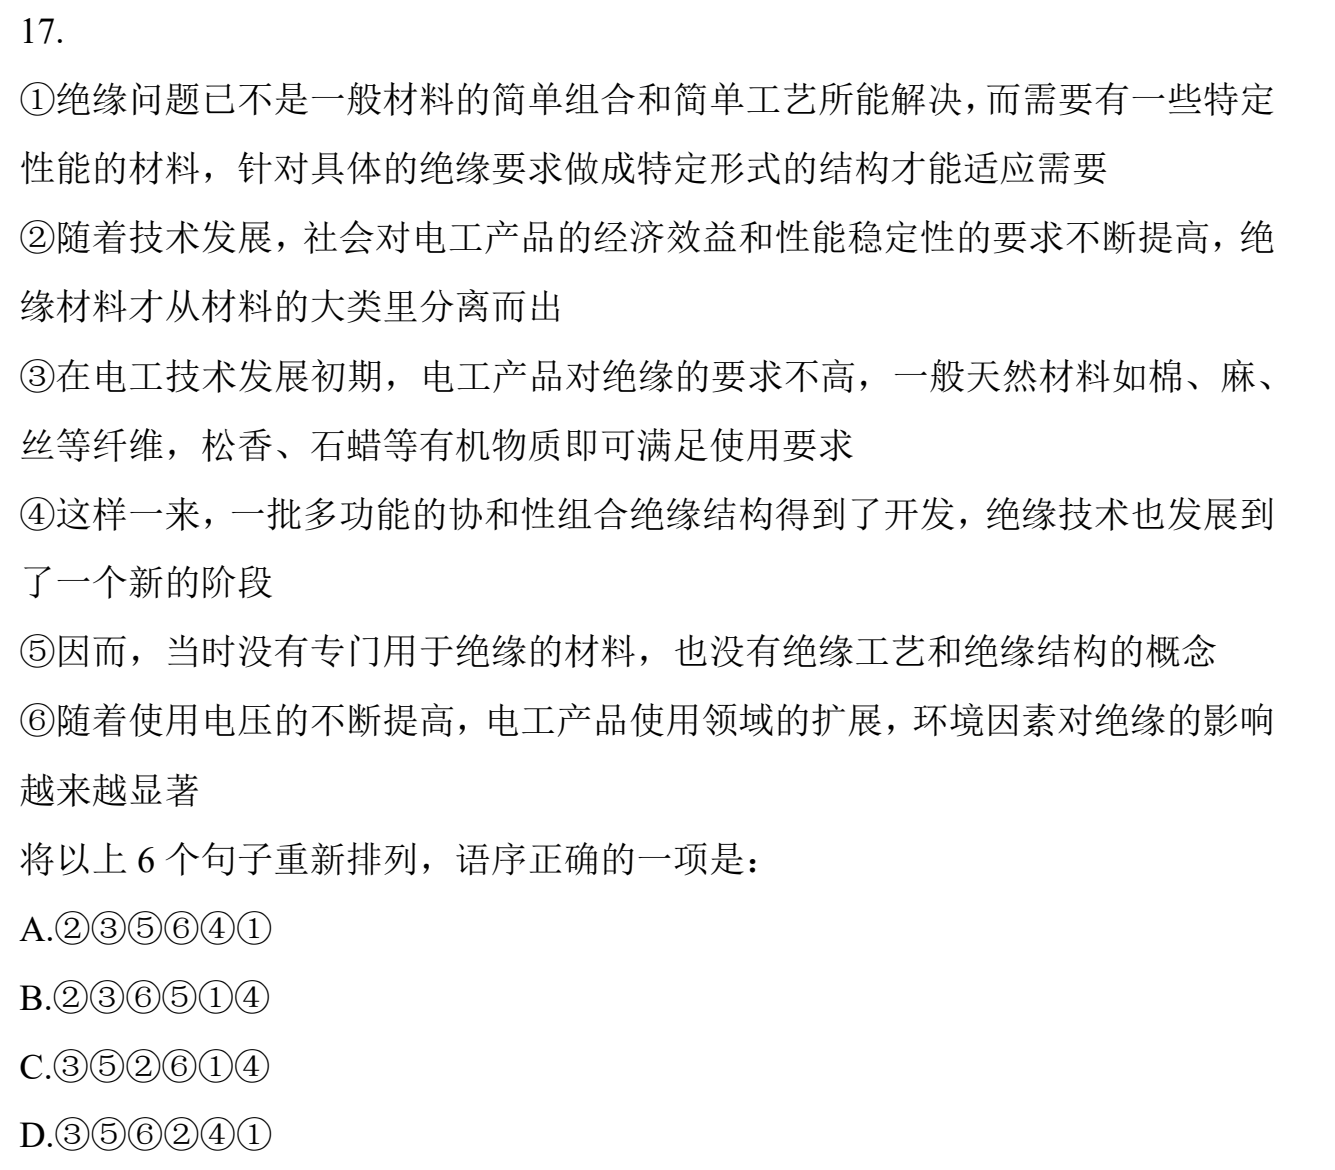 17.
①绝缘问题已不是一般材料的简单组合和简单工艺所能解决，而需要有一些特定
性能的材料，针对具体的绝缘要求做成特定形式的结构才能适应需要
②随着技术发展，社会对电工产品的经济效益和性能稳定性的要求不断提高，绝
缘材料才从材料的大类里分离而出
③在电工技术发展初期，电工产品对绝缘的要求不高，一般天然材料如棉、麻、
丝等纤维，松香、石蜡等有机物质即可满足使用要求
④这样一来，一批多功能的协和性组合绝缘结构得到了开发，绝缘技术也发展到
了一个新的阶段
⑤因而，当时没有专门用于绝缘的材料，也没有绝缘工艺和绝缘结构的概念
⑥随着使用电压的不断提高，电工产品使用领域的扩展，环境因素对绝缘的影响
越来越显著
将以上 6 个句子重新排列，语序正确的一项是：
A.②③⑤⑥④①
B.②③⑥⑤①④
C.③⑤②⑥①④
D.③⑤⑥②④①